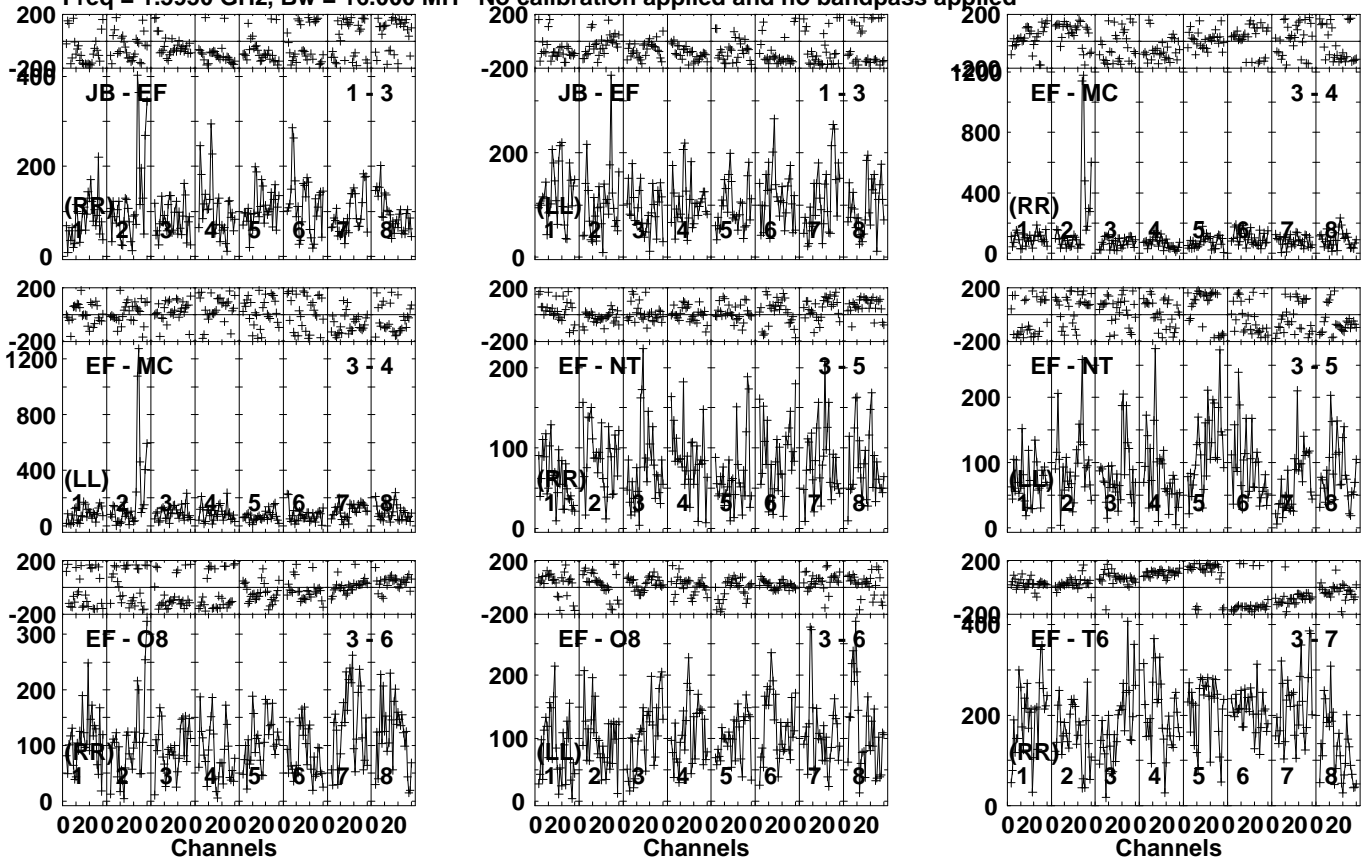 Freq = GHz, Bw = 16.000 MH No calibration applied and no bandpass applied
200 200 200
-200 -200 -200
400 1200
JB - EF 1 - 3 JB - EF 1 - 3 EF - MC 3 - 4
800
200 200
400
(RR) (LL) (RR)
1 2 3 4 5 6 7 8 1 2 3 4 5 6 7 8 1 2 3 4 5 6 7 8
0 0 0
200 200 200
-200 -200 -200
1200 EF - MC 3 - 4 200 EF - NT 3 - 5 EF - NT 3 - 5
200
800
100 100
400
(LL) (RR) (LL)
1 2 3 4 5 6 7 8 1 2 3 4 5 6 7 8 1 2 3 4 5 6 7 8
0 0 0
200 200 200
-200 -200 -200
300 EF - O8 3 - 6 EF - O8 3 - 6 400 EF - T6 3 - 7
200 200
200
100 100
(RR) (LL) (RR)
1 2 3 4 5 6 7 8 1 2 3 4 5 6 7 8 1 2 3 4 5 6 7 8
0 0 0
0 20 0 20 0 20 0 20 0 20 0 20 0 20 0 20 0 20 0 20 0 20 0 20 0 20 0 20 0 20 0 20 0 20 0 20 0 20 0 20 0 20 0 20 0 20 0 20
Channels Channels Channels